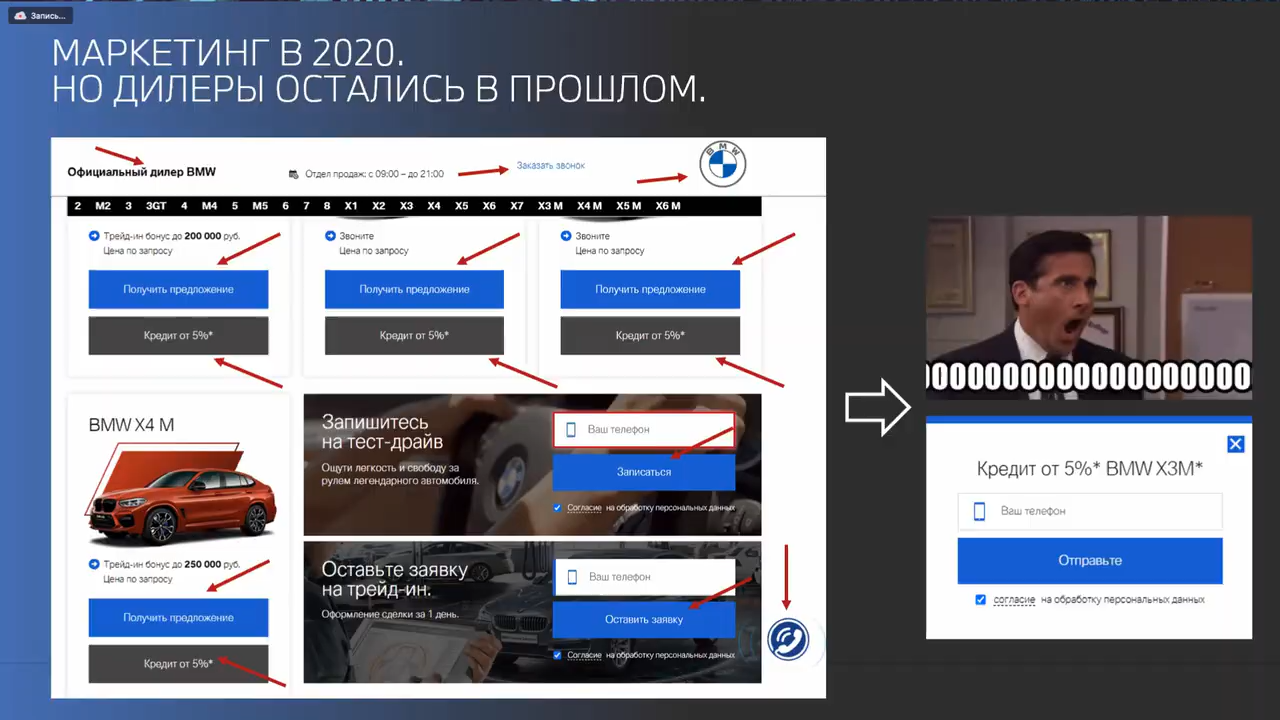 Запись...
МАРКЕТИНГ В 2020.
НО ДИЛЕРЫ ОСТАЛИСЬ В ПРОШЛОМ.
Официальный дилер BMW
Отдел продаж: с 09:00 – до 21:00
Заказать звонок
BMW
2 M2 3 3GT 4 M4 5 M5 6 7 8 X1 X2 X3 X4 X5 X6 X7 X3 M X4 M X5 M X6 M
Трейд-ин бонус до 200 000 руб.
Цена по запросу
Получить предложение
Кредит от 5%*
Звоните
Цена по запросу
Получить предложение
Кредит от 5%*
Звоните
Цена по запросу
Получить предложение
Кредит от 5%*
BMW X4 M
Трейд-ин бонус до 250 000 руб.
Цена по запросу
Получить предложение
Кредит от 5%*
Запишитесь
на тест-драйв
Ощути легкость и свободу за
рулем легендарного автомобиля.
Ваш телефон
Записаться
Согласие на обработку персональных данных
Оставьте заявку
на трейд-ин.
Оформление сделки за 1 день.
Ваш телефон
Оставить заявку
Согласие на обработку персональных данных
OOOOOOOOOOOOOOOOOO
Кредит от 5%* BMW X3M*
Ваш телефон
Отправьте
согласие на обработку персональных данных